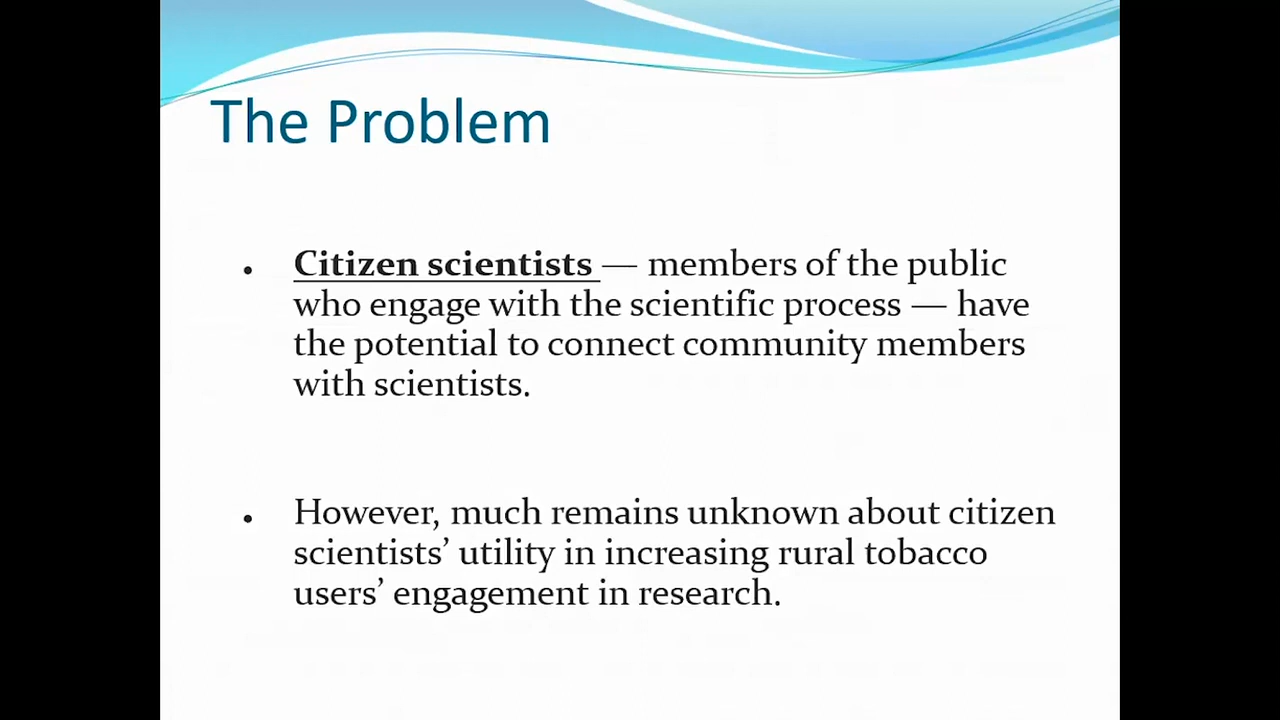 The Problem
• Citizen scientists — members of the public
who engage with the scientific process — have
the potential to connect community members
with scientists.
• However, much remains unknown about citizen
scientists’ utility in increasing rural tobacco
users’ engagement in research.